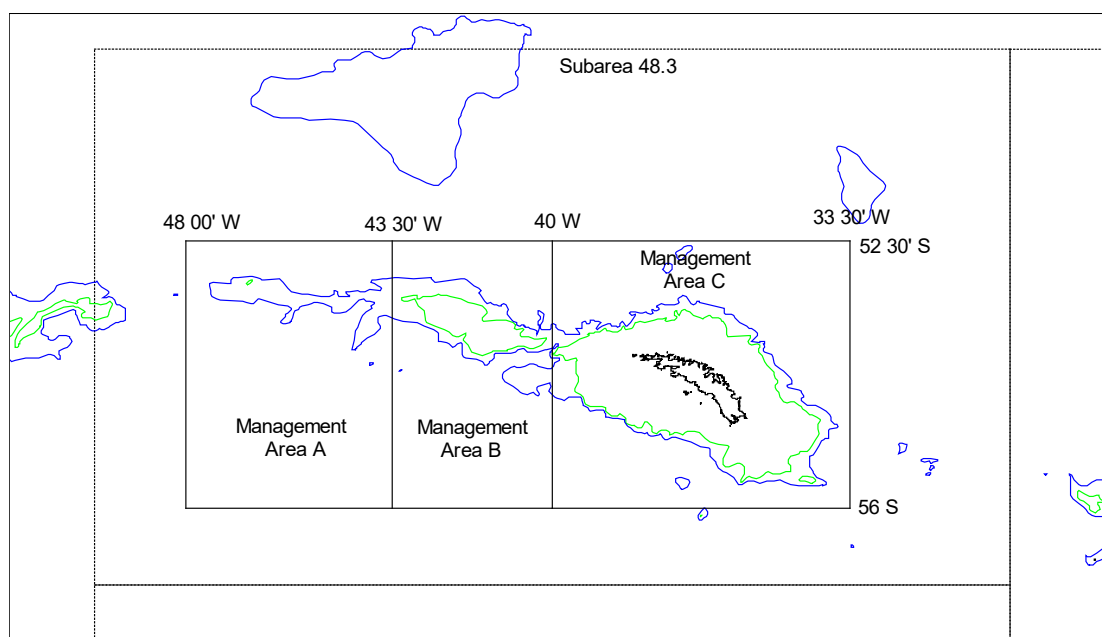 Subarea 48.3
48 00' W
43 30' W
40 W
33 30' W
52 30' S
Management
Area C
Management
Area A
Management
Area B
56 S